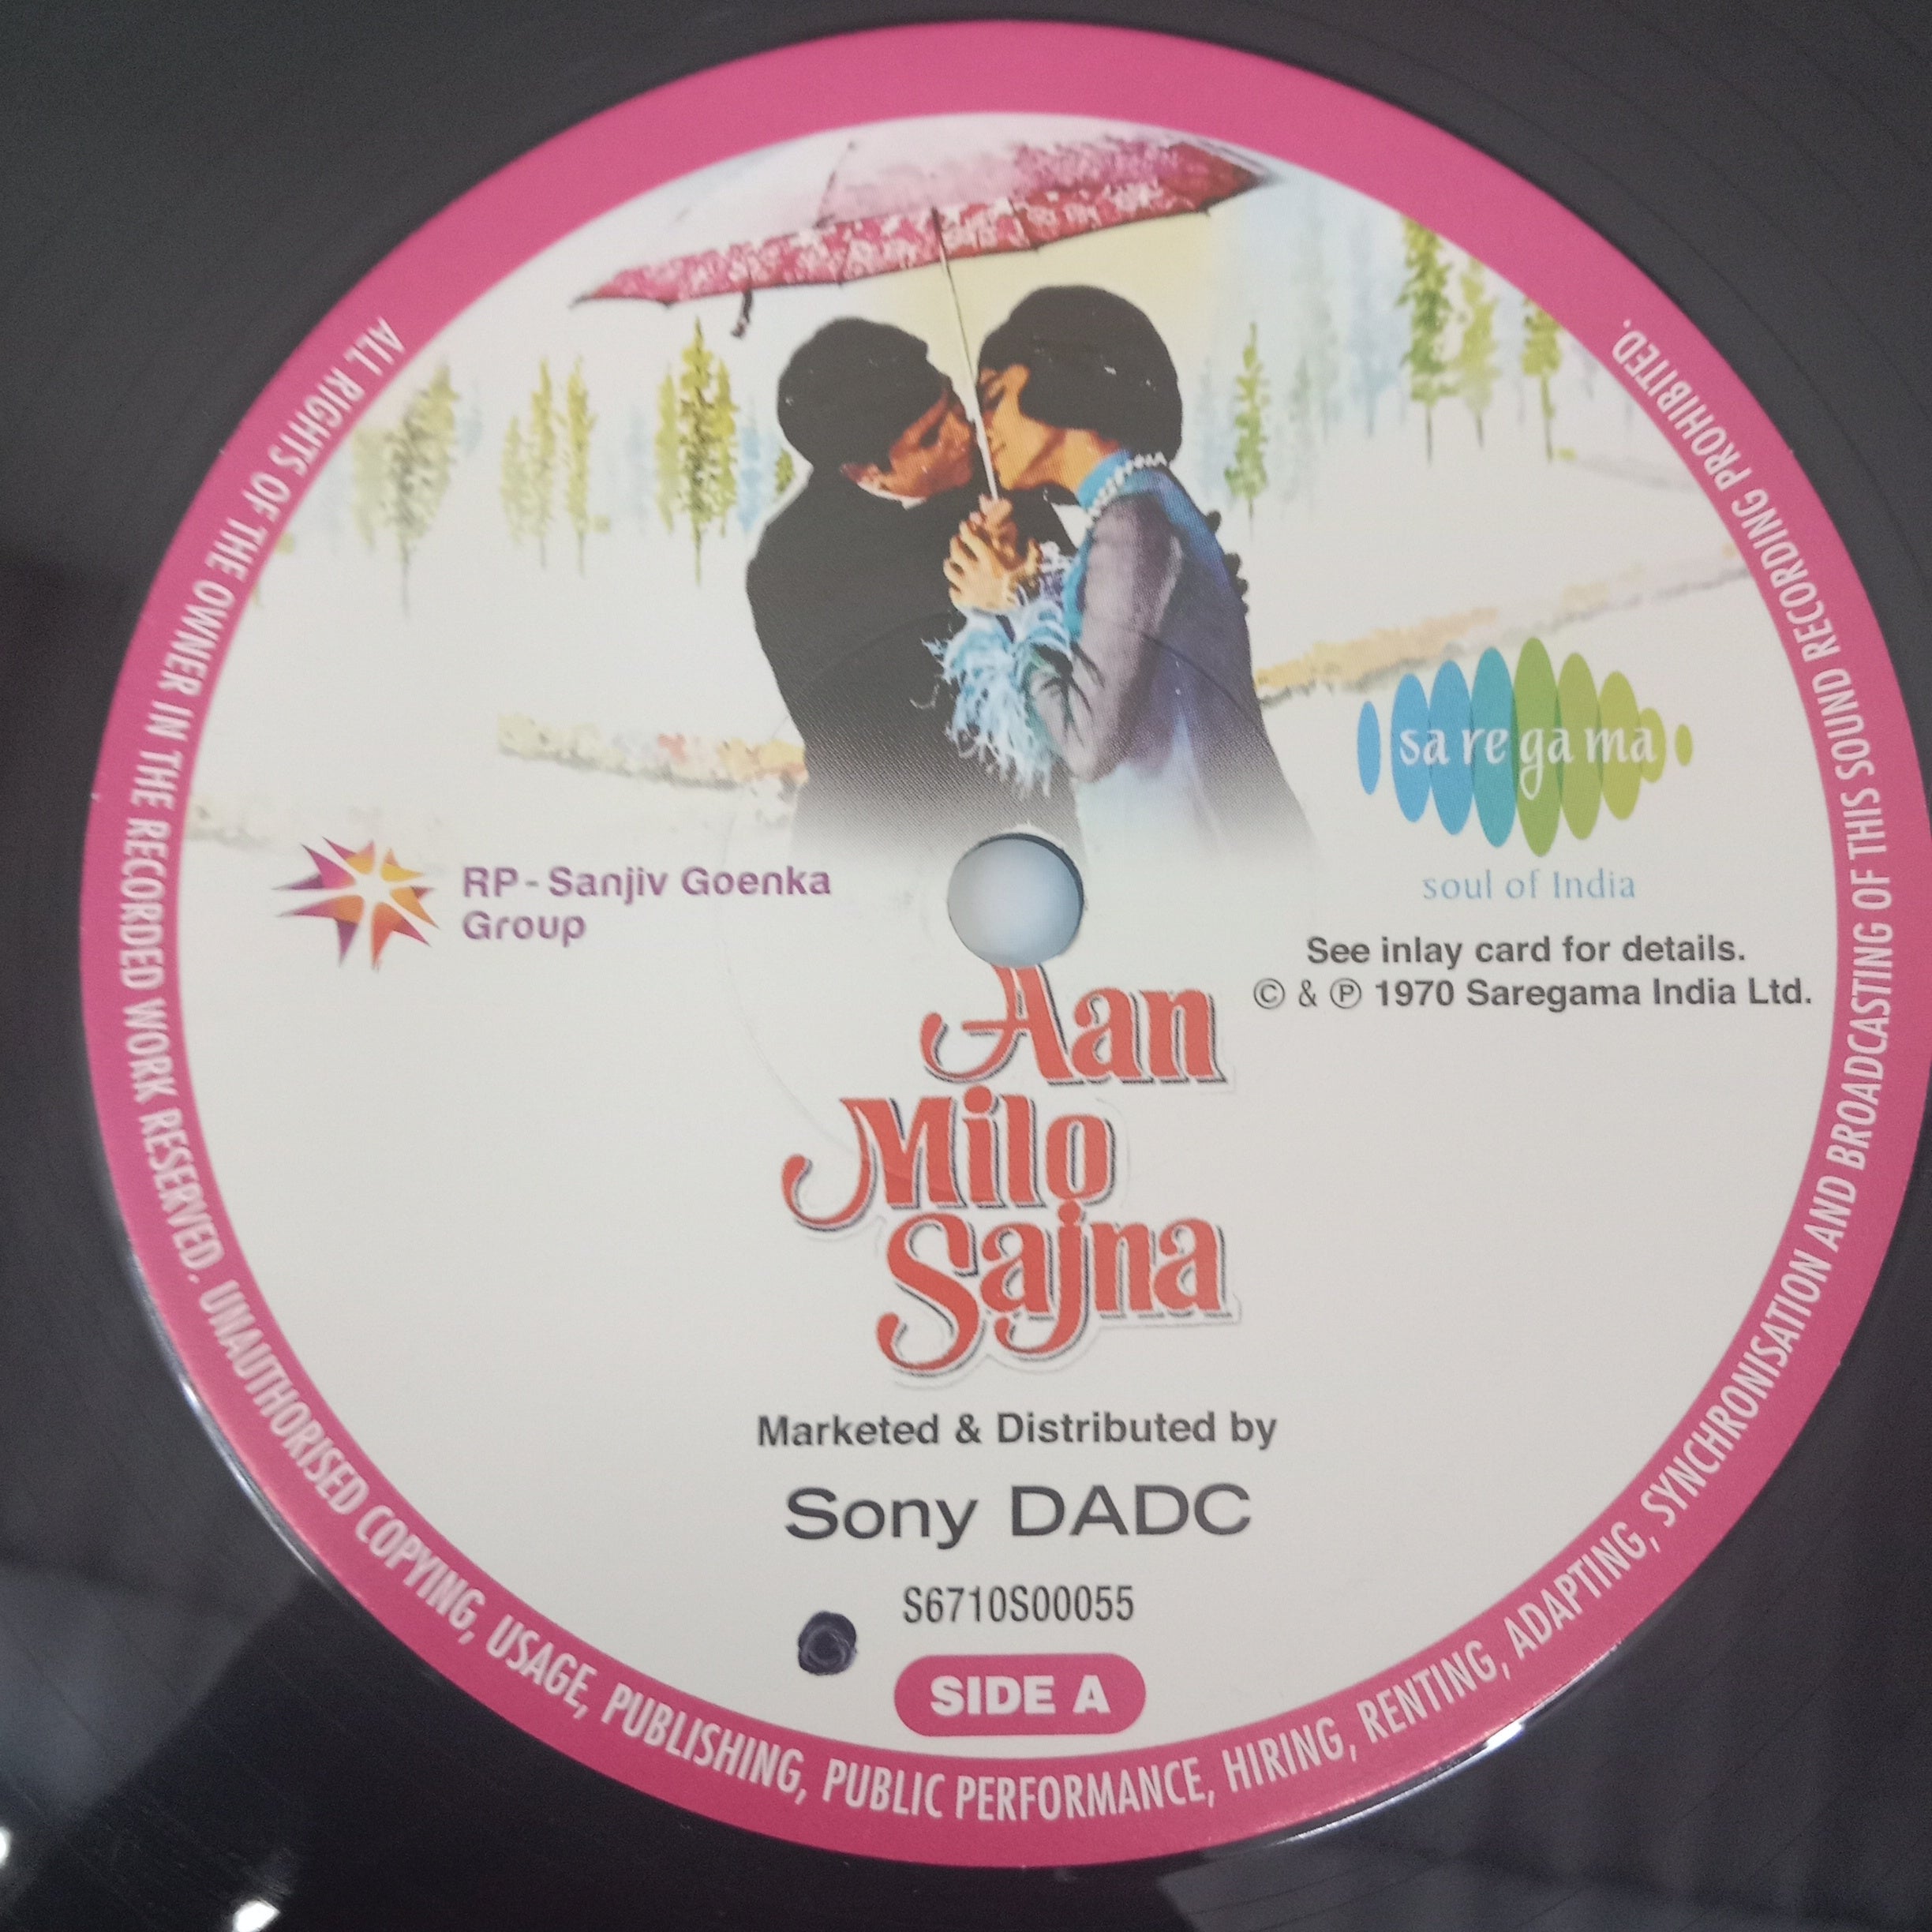 ALL RIGHTS OF THE OWNER IN THE RECORDED WORK RESERVED. UNAUTHORISED COPYING, USAGE, PUBLISHING, PUBLIC PERFORMANCE, HIRING, RENTING, ADAPTING, SYNCHRONISATION AND BROADCASTING OF THIS SOUND RECORDING PROHIBITED.
sa re ga ma
soul of India
RP-Sanjiv Goenka
Group
See inlay card for details.
© & ℗ 1970 Saregama India Ltd.
Aan
Milo
Sajna
Marketed & Distributed by
Sony DADC
S6710S00055
SIDE A